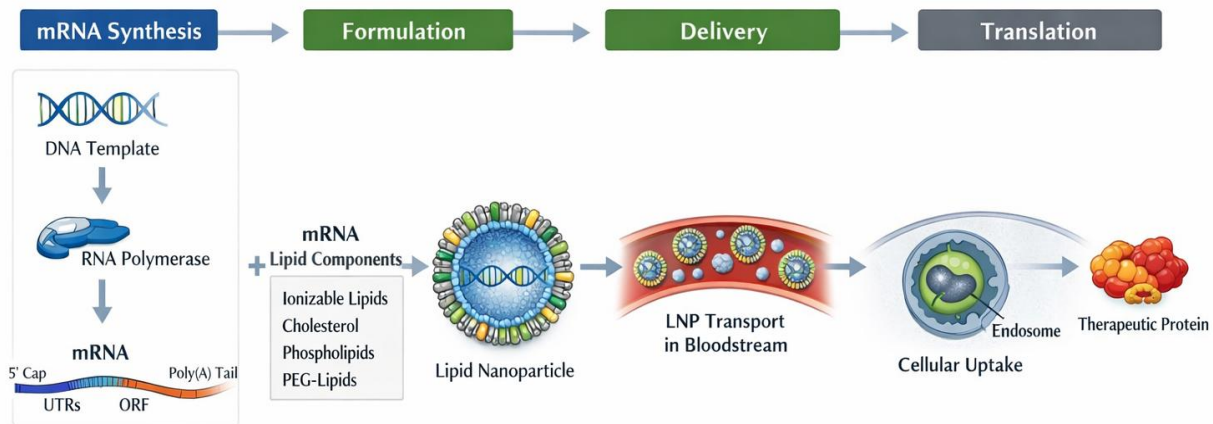 mRNA Synthesis
Formulation
Delivery
Translation
DNA Template
RNA Polymerase
mRNA
5' Cap
Poly(A) Tail
UTRs
ORF
+
mRNA
Lipid Components
Ionizable Lipids
Cholesterol
Phospholipids
PEG-Lipids
Lipid Nanoparticle
LNP Transport
in Bloodstream
Endosome
Cellular Uptake
Therapeutic Protein